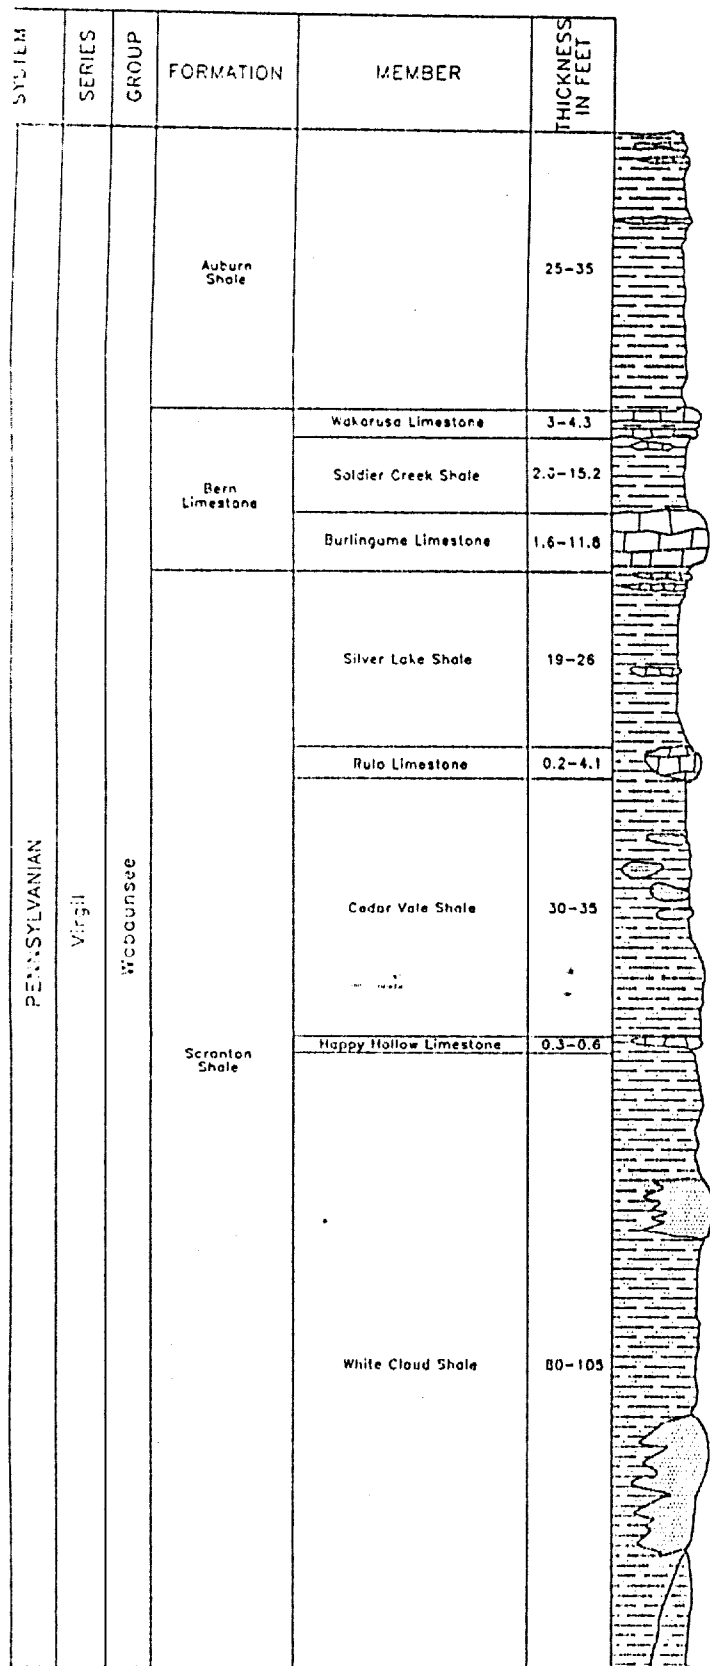 SYSTEM
SERIES
GROUP
FORMATION
MEMBER
THICKNESS
IN FEET
PENNSYLVANIAN
Virgil
Wabaunsee
Auburn
Shale
25-35
Bern
Limestone
Wakarusa Limestone
3-4.3
Soldier Creek Shale
-15.2
Burlingame Limestone
1.6-11.8
Scranton
Shale
Silver Lake Shale
19-26
Rulo Limestone
0.2-4.1
Cedar Vale Shale
30-35
Happy Hollow Limestone
0.3-0.6
White Cloud Shale
80-105